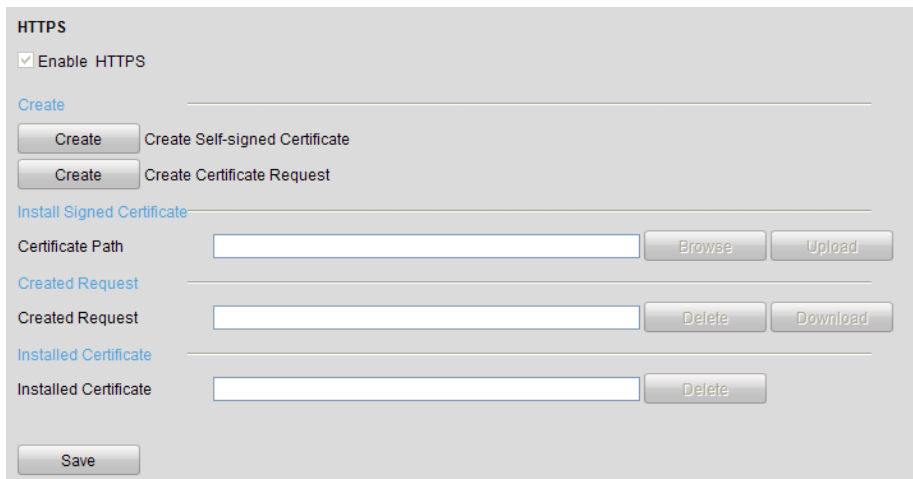 HTTPS
Enable HTTPS
Create
Create Create Self-signed Certificate
Create Create Certificate Request
Install Signed Certificate
Certificate Path Browse Upload
Created Request
Created Request Delete Download
Installed Certificate
Installed Certificate Delete
Save